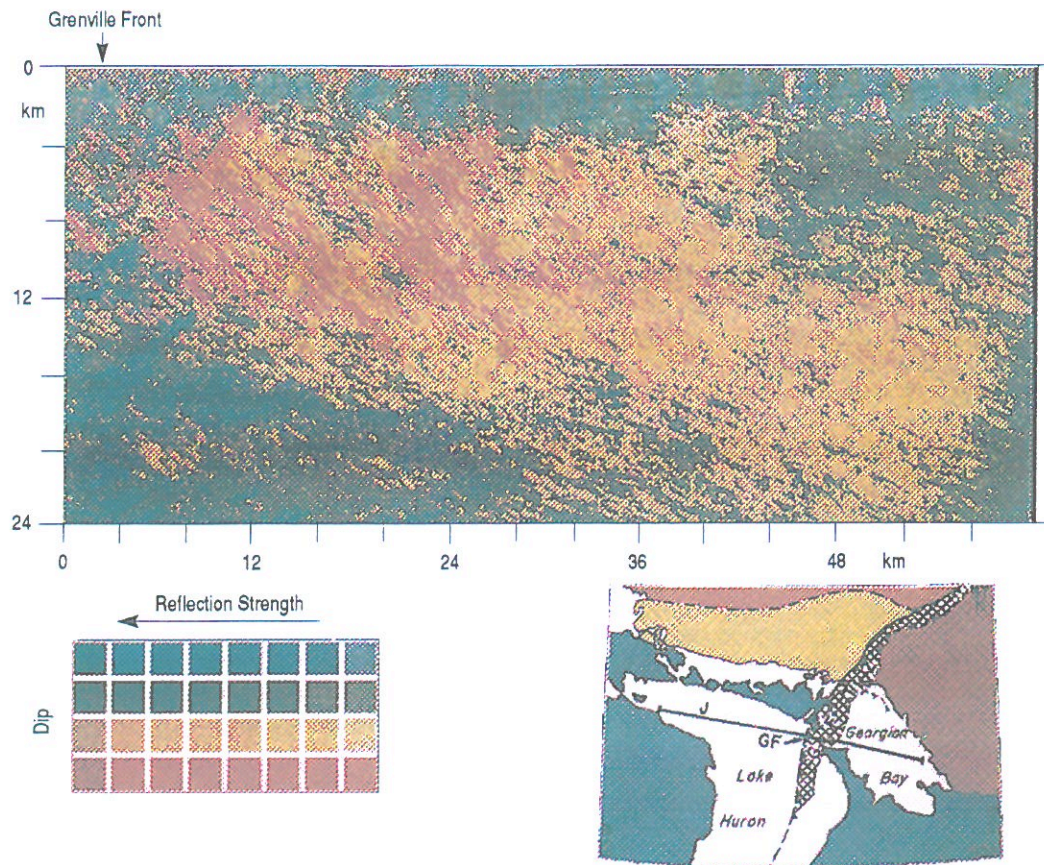 Grenville Front
0
km
12
24
0 12 24 36 48 km
Reflection Strength
Dip
J
GF
Georgian
Bay
Lake
Huron